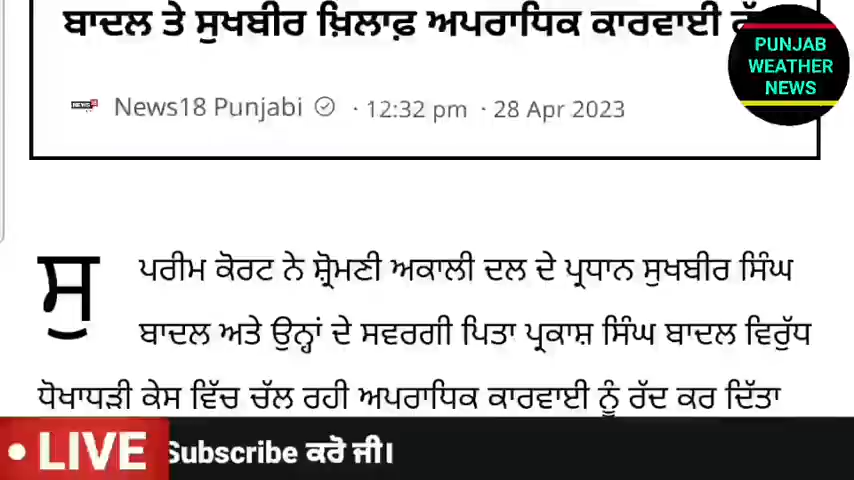 ਬਾਦਲ ਤੇ ਸੁਖਬੀਰ ਖ਼ਿਲਾਫ਼ ਅਪਰਾਧਿਕ ਕਾਰਵਾਈ
PUNJAB
WEATHER
NEWS
News18 Punjabi · 12:32 pm · 28 Apr 2023
ਸੁਪਰੀਮ ਕੋਰਟ ਨੇ ਸ਼੍ਰੋਮਣੀ ਅਕਾਲੀ ਦਲ ਦੇ ਪ੍ਰਧਾਨ ਸੁਖਬੀਰ ਸਿੰਘ
ਬਾਦਲ ਅਤੇ ਉਨ੍ਹਾਂ ਦੇ ਸਵਰਗੀ ਪਿਤਾ ਪ੍ਰਕਾਸ਼ ਸਿੰਘ ਬਾਦਲ ਵਿਰੁੱਧ
ਧੋਖਾਧੜੀ ਕੇਸ ਵਿੱਚ ਚੱਲ ਰਹੀ ਅਪਰਾਧਿਕ ਕਾਰਵਾਈ ਨੂੰ ਰੱਦ ਕਰ ਦਿੱਤਾ
• LIVE Subscribe ਕਰੋ ਜੀ।